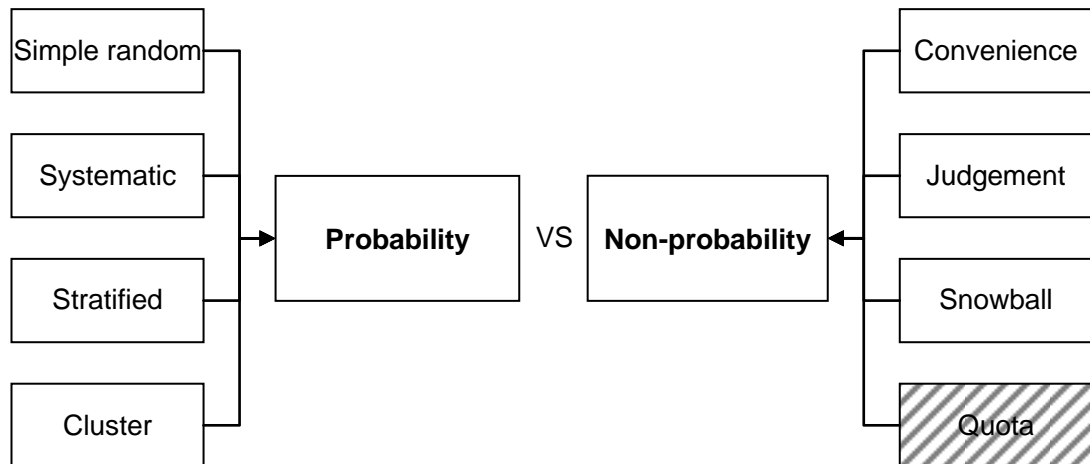 Simple random
Systematic
Stratified
Cluster
Probability
VS
Non-probability
Convenience
Judgement
Snowball
Quota